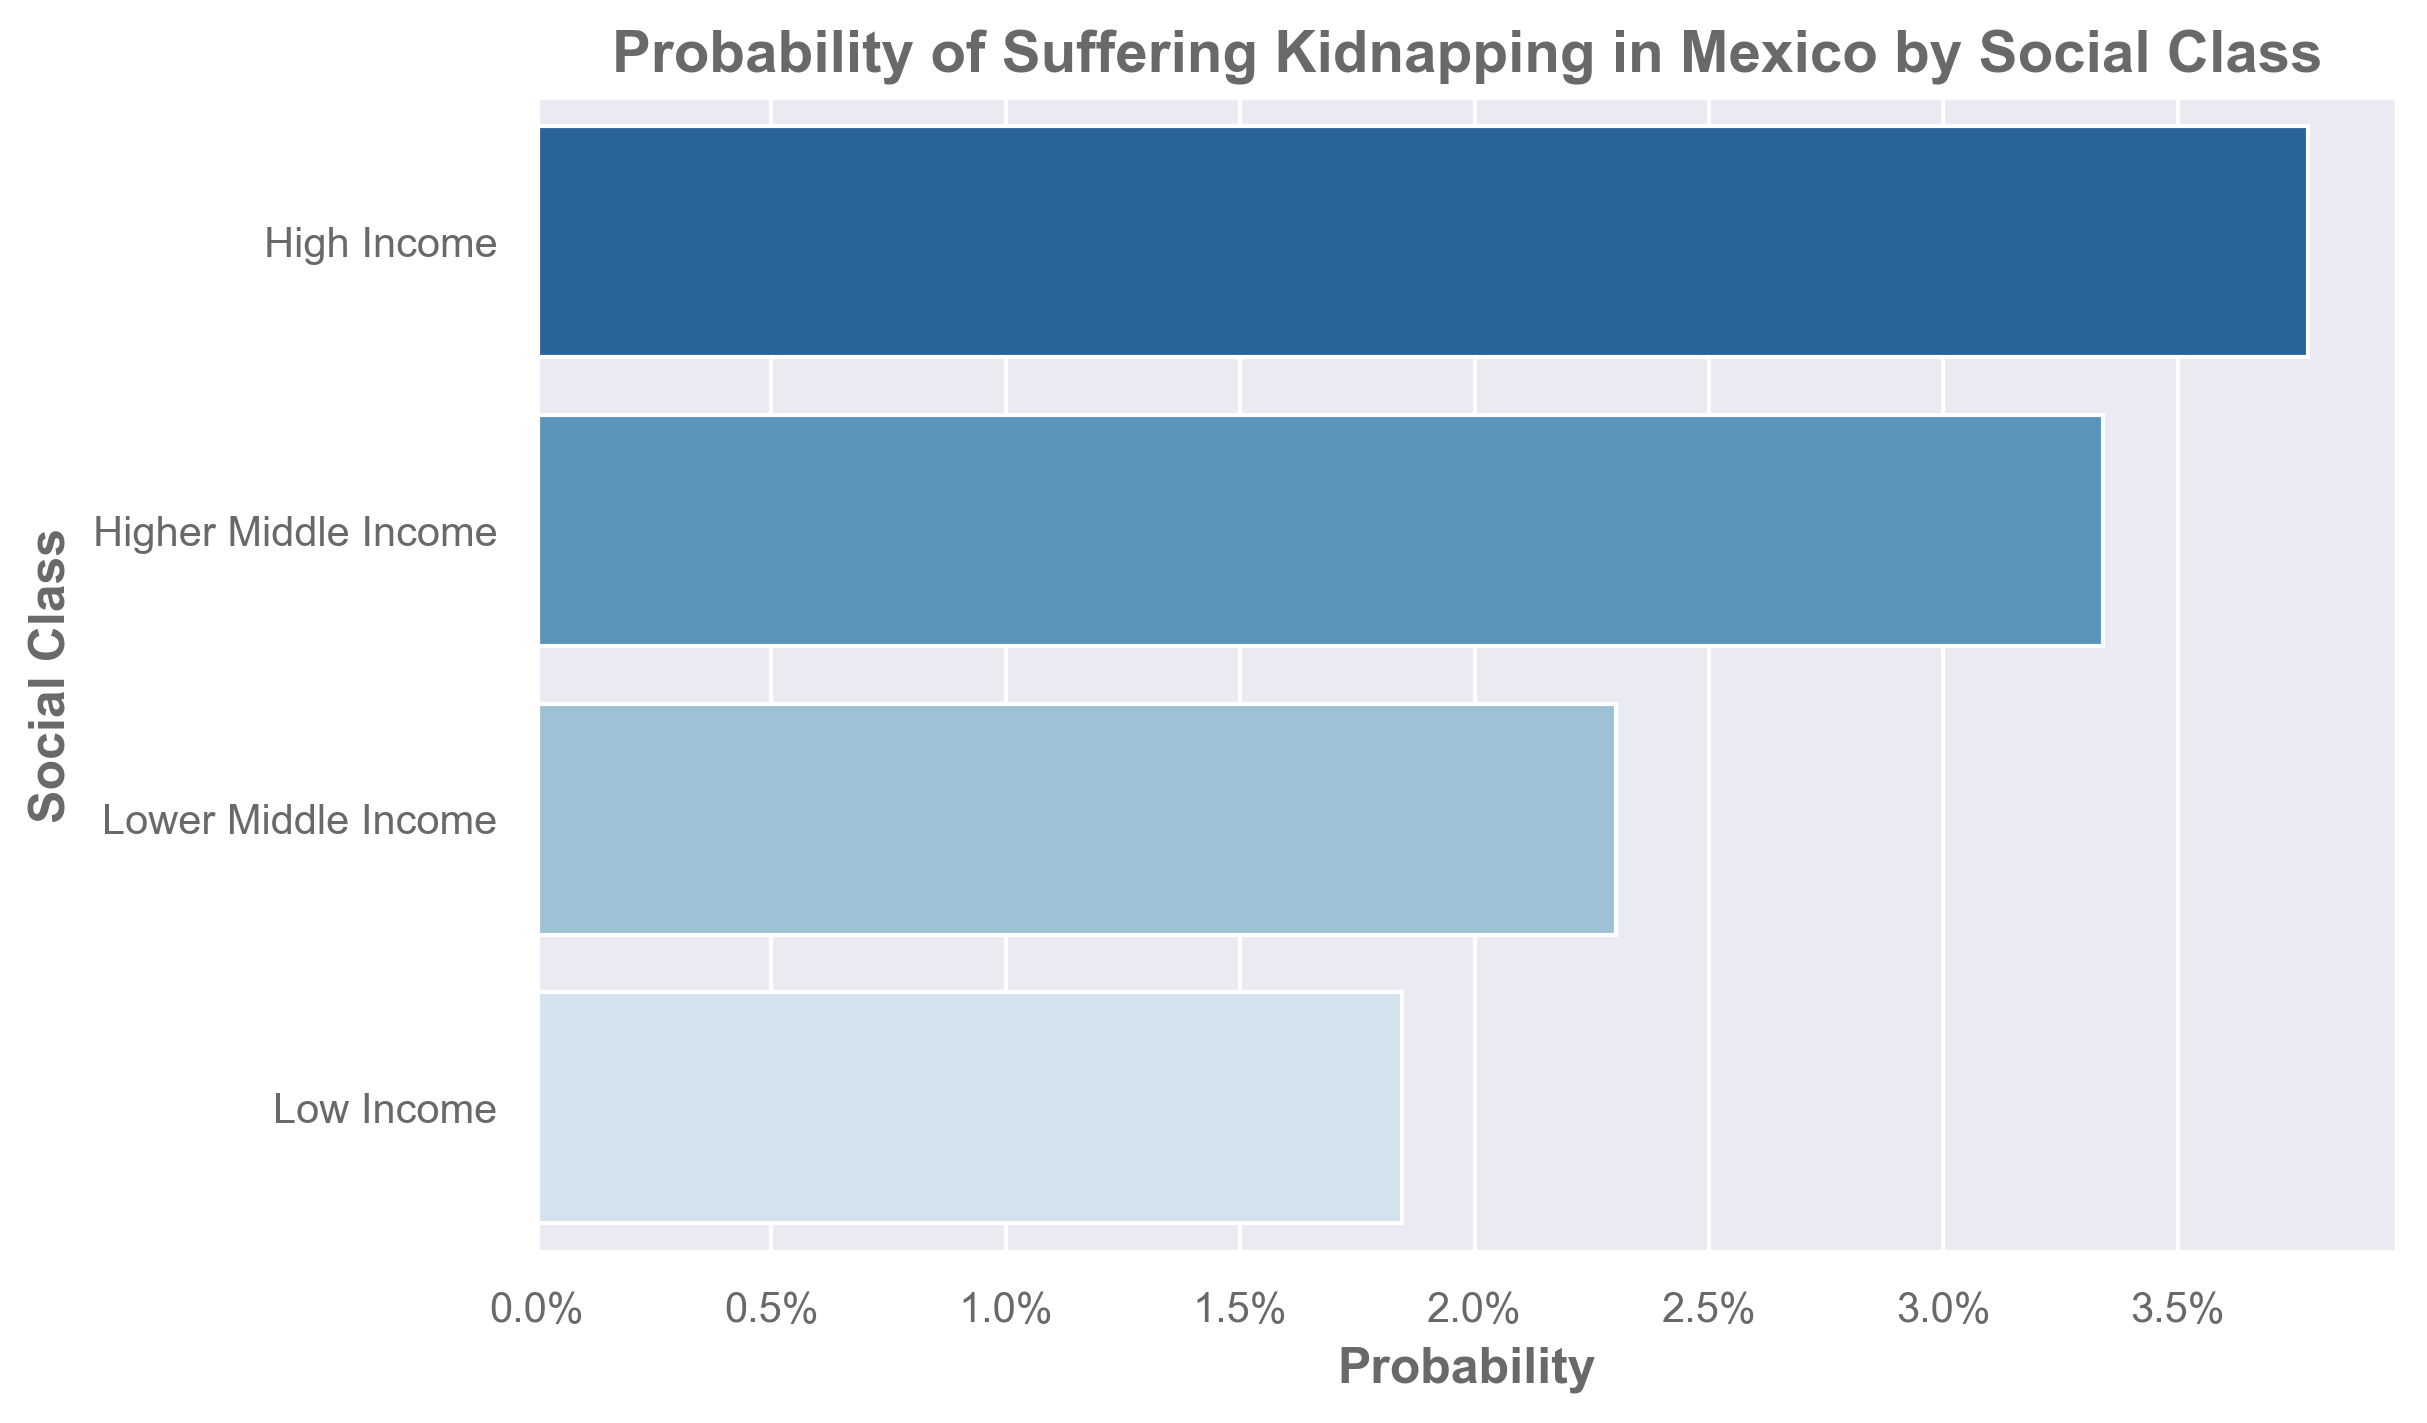 Probability of Suffering Kidnapping in Mexico by Social Class
Social Class
High Income
Higher Middle Income
Lower Middle Income
Low Income
0.0% 0.5% 1.0% 1.5% 2.0% 2.5% 3.0% 3.5%
Probability